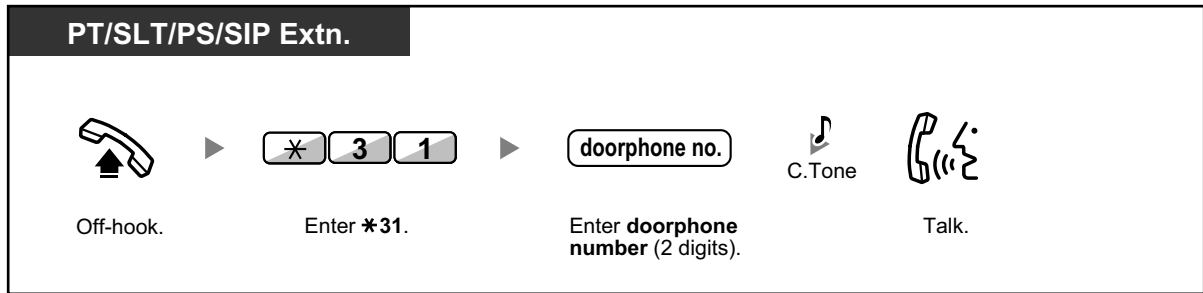 PT/SLT/PS/SIP Extn.
✳ 3 1
doorphone no.
C.Tone
Off-hook.
Enter ✳31.
Enter doorphone
number (2 digits).
Talk.